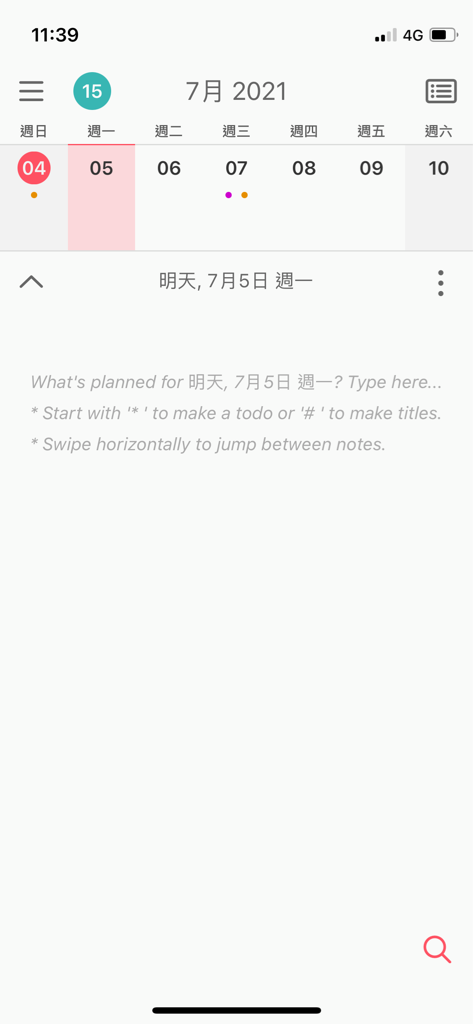 11:39
4G
15
7月 2021
週日 週一 週二 週三 週四 週五 週六
04 05 06 07 08 09 10
明天, 7月5日 週一
What's planned for 明天, 7月5日 週一? Type here...
* Start with '* ' to make a todo or '# ' to make titles.
* Swipe horizontally to jump between notes.